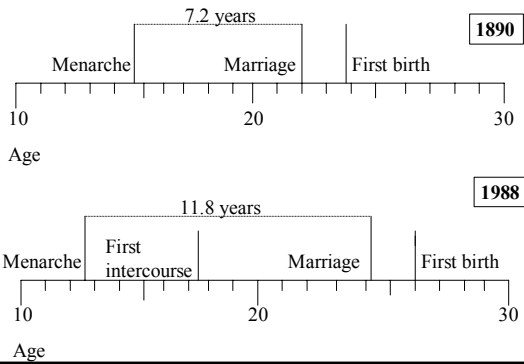 7.2 years
1890
Menarche
Marriage
First birth
10
20
30
Age
1988
11.8 years
Menarche
First
intercourse
Marriage
First birth
10
20
30
Age